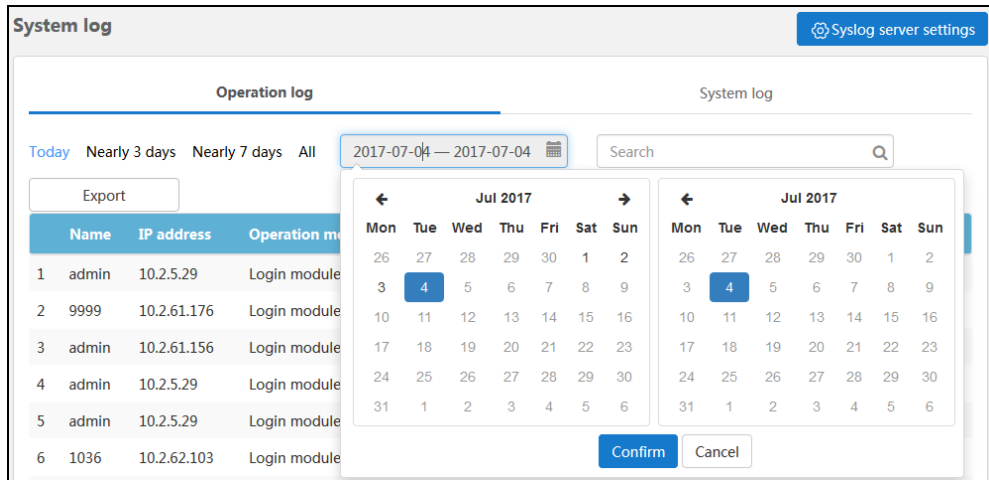 System log
Syslog server settings
Operation log System log
Today Nearly 3 days Nearly 7 days All 2017-07-04 — 2017-07-04 Search
Export
Name IP address Operation mo
1 admin 10.2.5.29 Login module
2 9999 10.2.61.176 Login module
3 admin 10.2.61.156 Login module
4 admin 10.2.5.29 Login module
5 admin 10.2.5.29 Login module
6 1036 10.2.62.103 Login module
Jul 2017
Mon Tue Wed Thu Fri Sat Sun
26 27 28 29 30 1 2
3 4 5 6 7 8 9
10 11 12 13 14 15 16
17 18 19 20 21 22 23
24 25 26 27 28 29 30
31 1 2 3 4 5 6
Jul 2017
Mon Tue Wed Thu Fri Sat Sun
26 27 28 29 30 1 2
3 4 5 6 7 8 9
10 11 12 13 14 15 16
17 18 19 20 21 22 23
24 25 26 27 28 29 30
31 1 2 3 4 5 6
Confirm Cancel